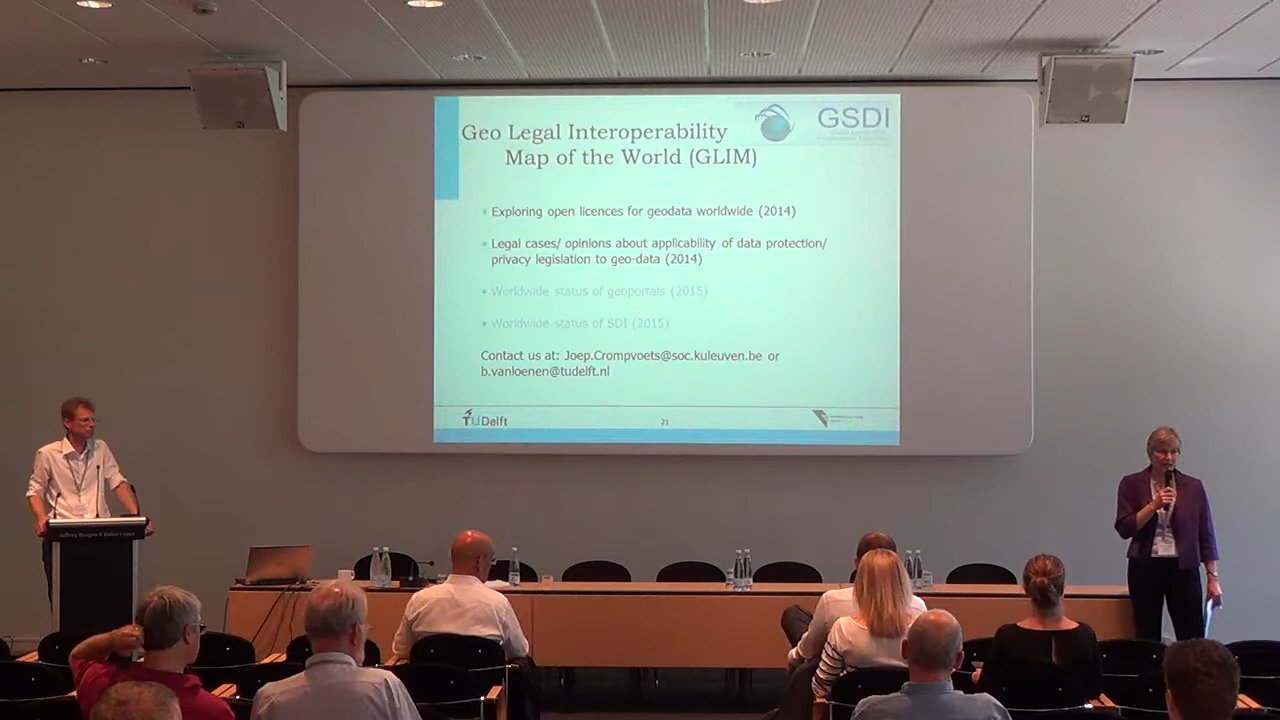 Geo Legal Interoperability
Map of the World (GLIM)
GSDI
Exploring open licences for geodata worldwide (2014)
Legal cases/ opinions about applicability of data protection/
privacy legislation to geo-data (2014)
Worldwide status of geoportals (2015)
Worldwide status of SDI (2015)
Contact us at: Joep.Crompvoets@soc.kuleuven.be or
b.vanloenen@tudelft.nl
TUDelft
21